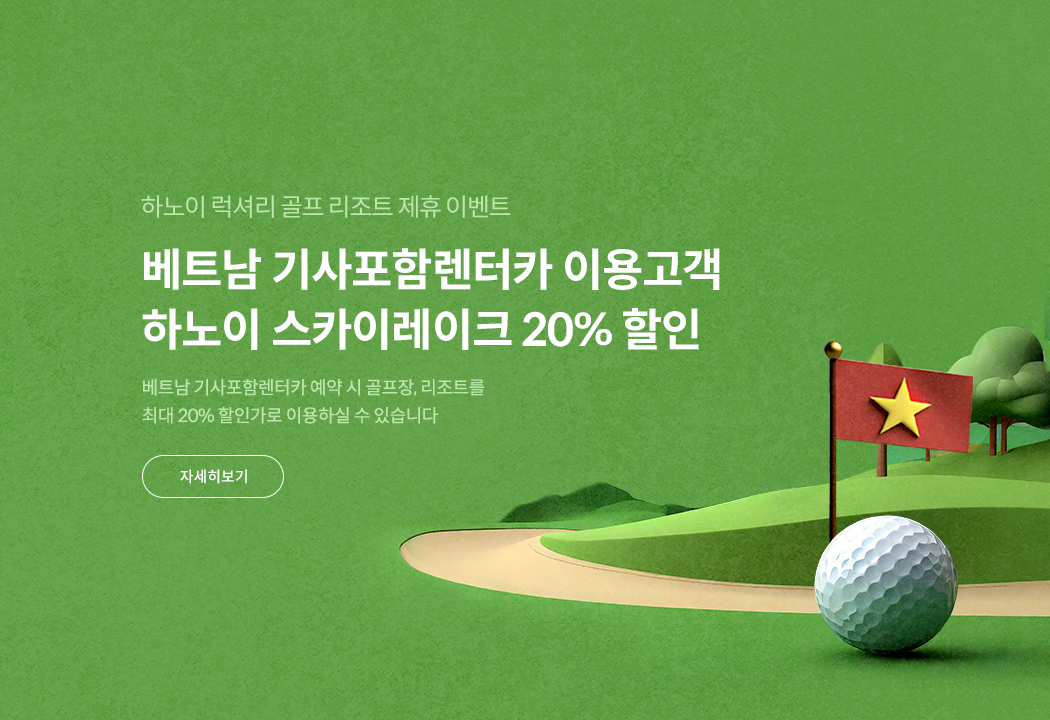 하노이 럭셔리 골프 리조트 제휴 이벤트
베트남 기사포함렌터카 이용고객
하노이 스카이레이크 20% 할인
베트남 기사포함렌터카 예약 시 골프장, 리조트를
최대 20% 할인가로 이용하실 수 있습니다
자세히보기